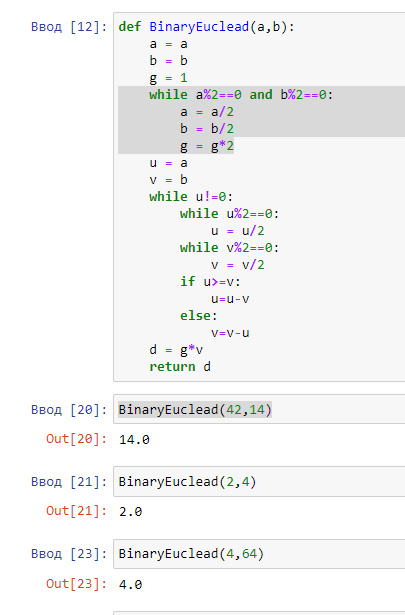 Ввод [12]: def BinaryEuclead(a,b):
    a = a
    b = b
    g = 1
    while a%2==0 and b%2==0:
        a = a/2
        b = b/2
        g = g*2
    u = a
    v = b
    while u!=0:
        while u%2==0:
            u = u/2
        while v%2==0:
            v = v/2
        if u>=v:
            u=u-v
        else:
            v=v-u
    d = g*v
    return d
Ввод [20]: BinaryEuclead(42,14)
Out[20]: 14.0
Ввод [21]: BinaryEuclead(2,4)
Out[21]: 2.0
Ввод [23]: BinaryEuclead(4,64)
Out[23]: 4.0